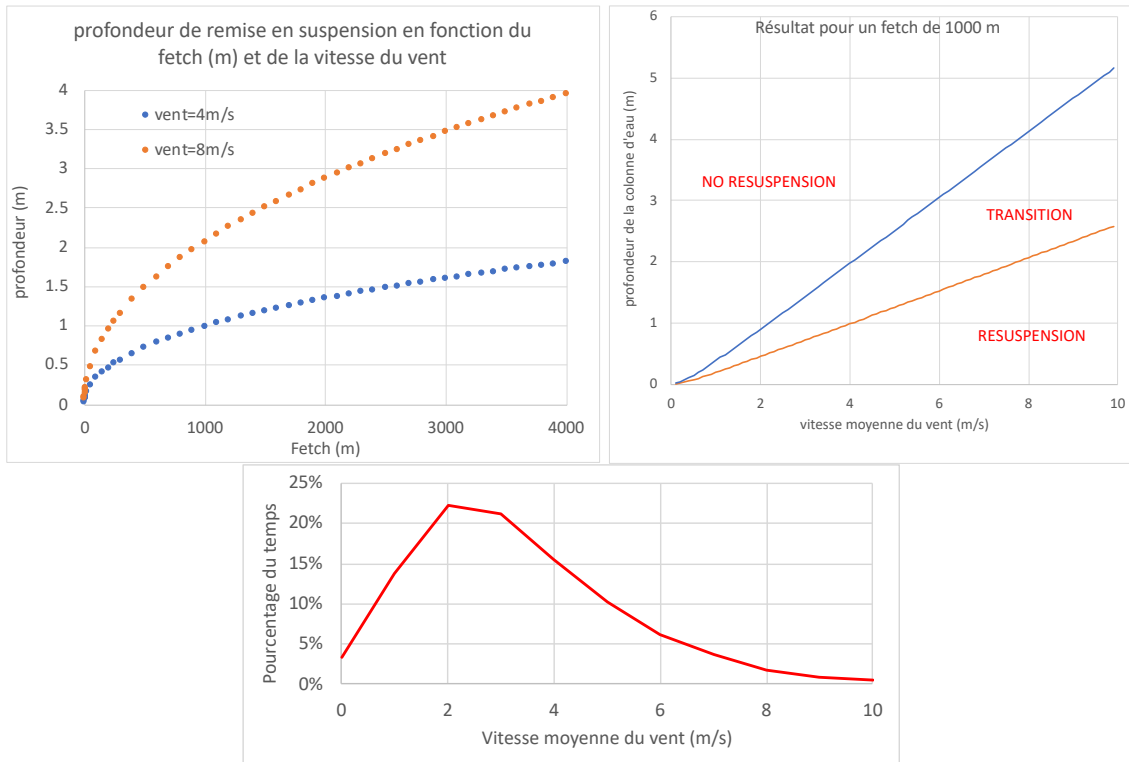 profondeur de remise en suspension en fonction du
fetch (m) et de la vitesse du vent
4
3.5
3
2.5
2
1.5
1
0.5
0
profondeur (m)
vent=4m/s
vent=8m/s
0 1000 2000 3000 4000
Fetch (m)
Résultat pour un fetch de 1000 m
6
5
4
3
2
1
0
profondeur de la colonne d'eau (m)
NO RESUSPENSION
TRANSITION
RESUSPENSION
0 2 4 6 8 10
vitesse moyenne du vent (m/s)
25%
20%
15%
10%
5%
0%
Pourcentage du temps
0 2 4 6 8 10
Vitesse moyenne du vent (m/s)